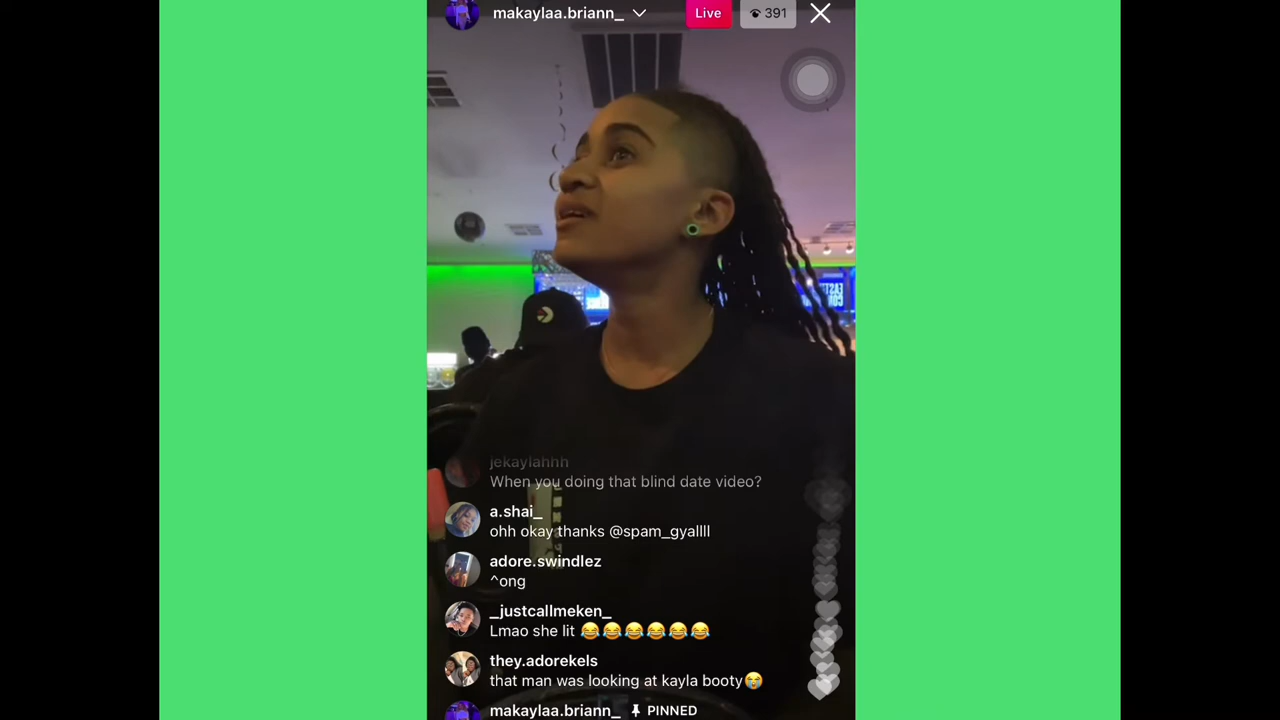 makaylaa.briann_
Live
391
jekaylahhh
When you doing that blind date video?
a.shai_
ohh okay thanks @spam_gyallll
adore.swindlez
^ong
_justcallmeken_
Lmao she lit 😂😂😂😂😂😂
they.adorekels
that man was looking at kayla booty😭
makaylaa.briann_ PINNED